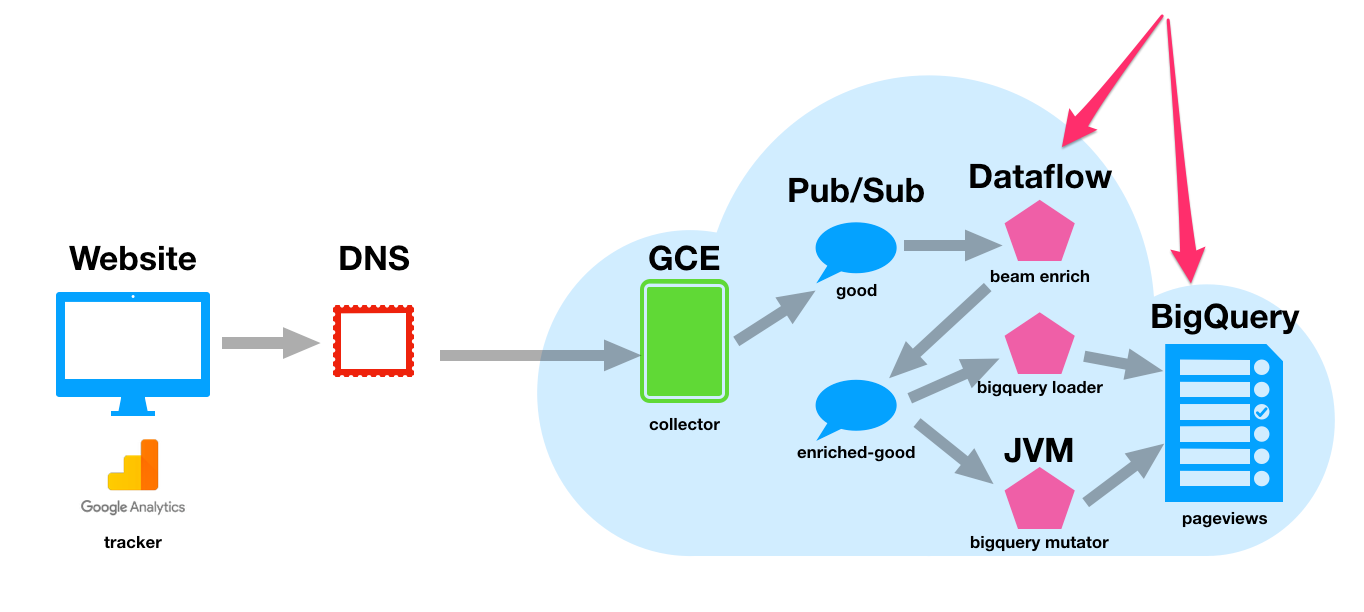 Website
Google Analytics
tracker
DNS
GCE
collector
Pub/Sub
good
enriched-good
Dataflow
beam enrich
bigquery loader
JVM
bigquery mutator
BigQuery
pageviews